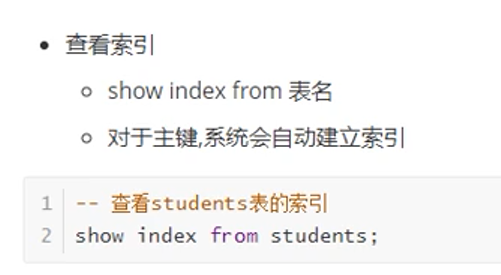 查看索引
show index from 表名
对于主键,系统会自动建立索引
1 -- 查看students表的索引
2 show index from students;